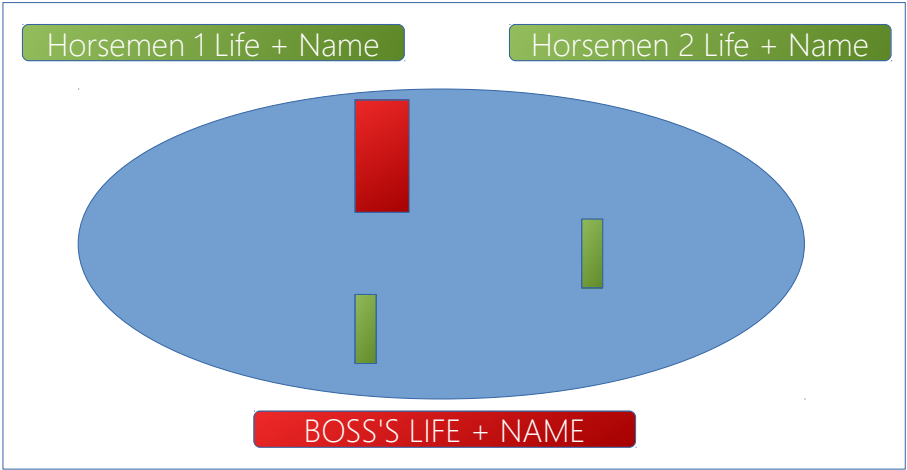 Horsemen 1 Life + Name
Horsemen 2 Life + Name
BOSS'S LIFE + NAME